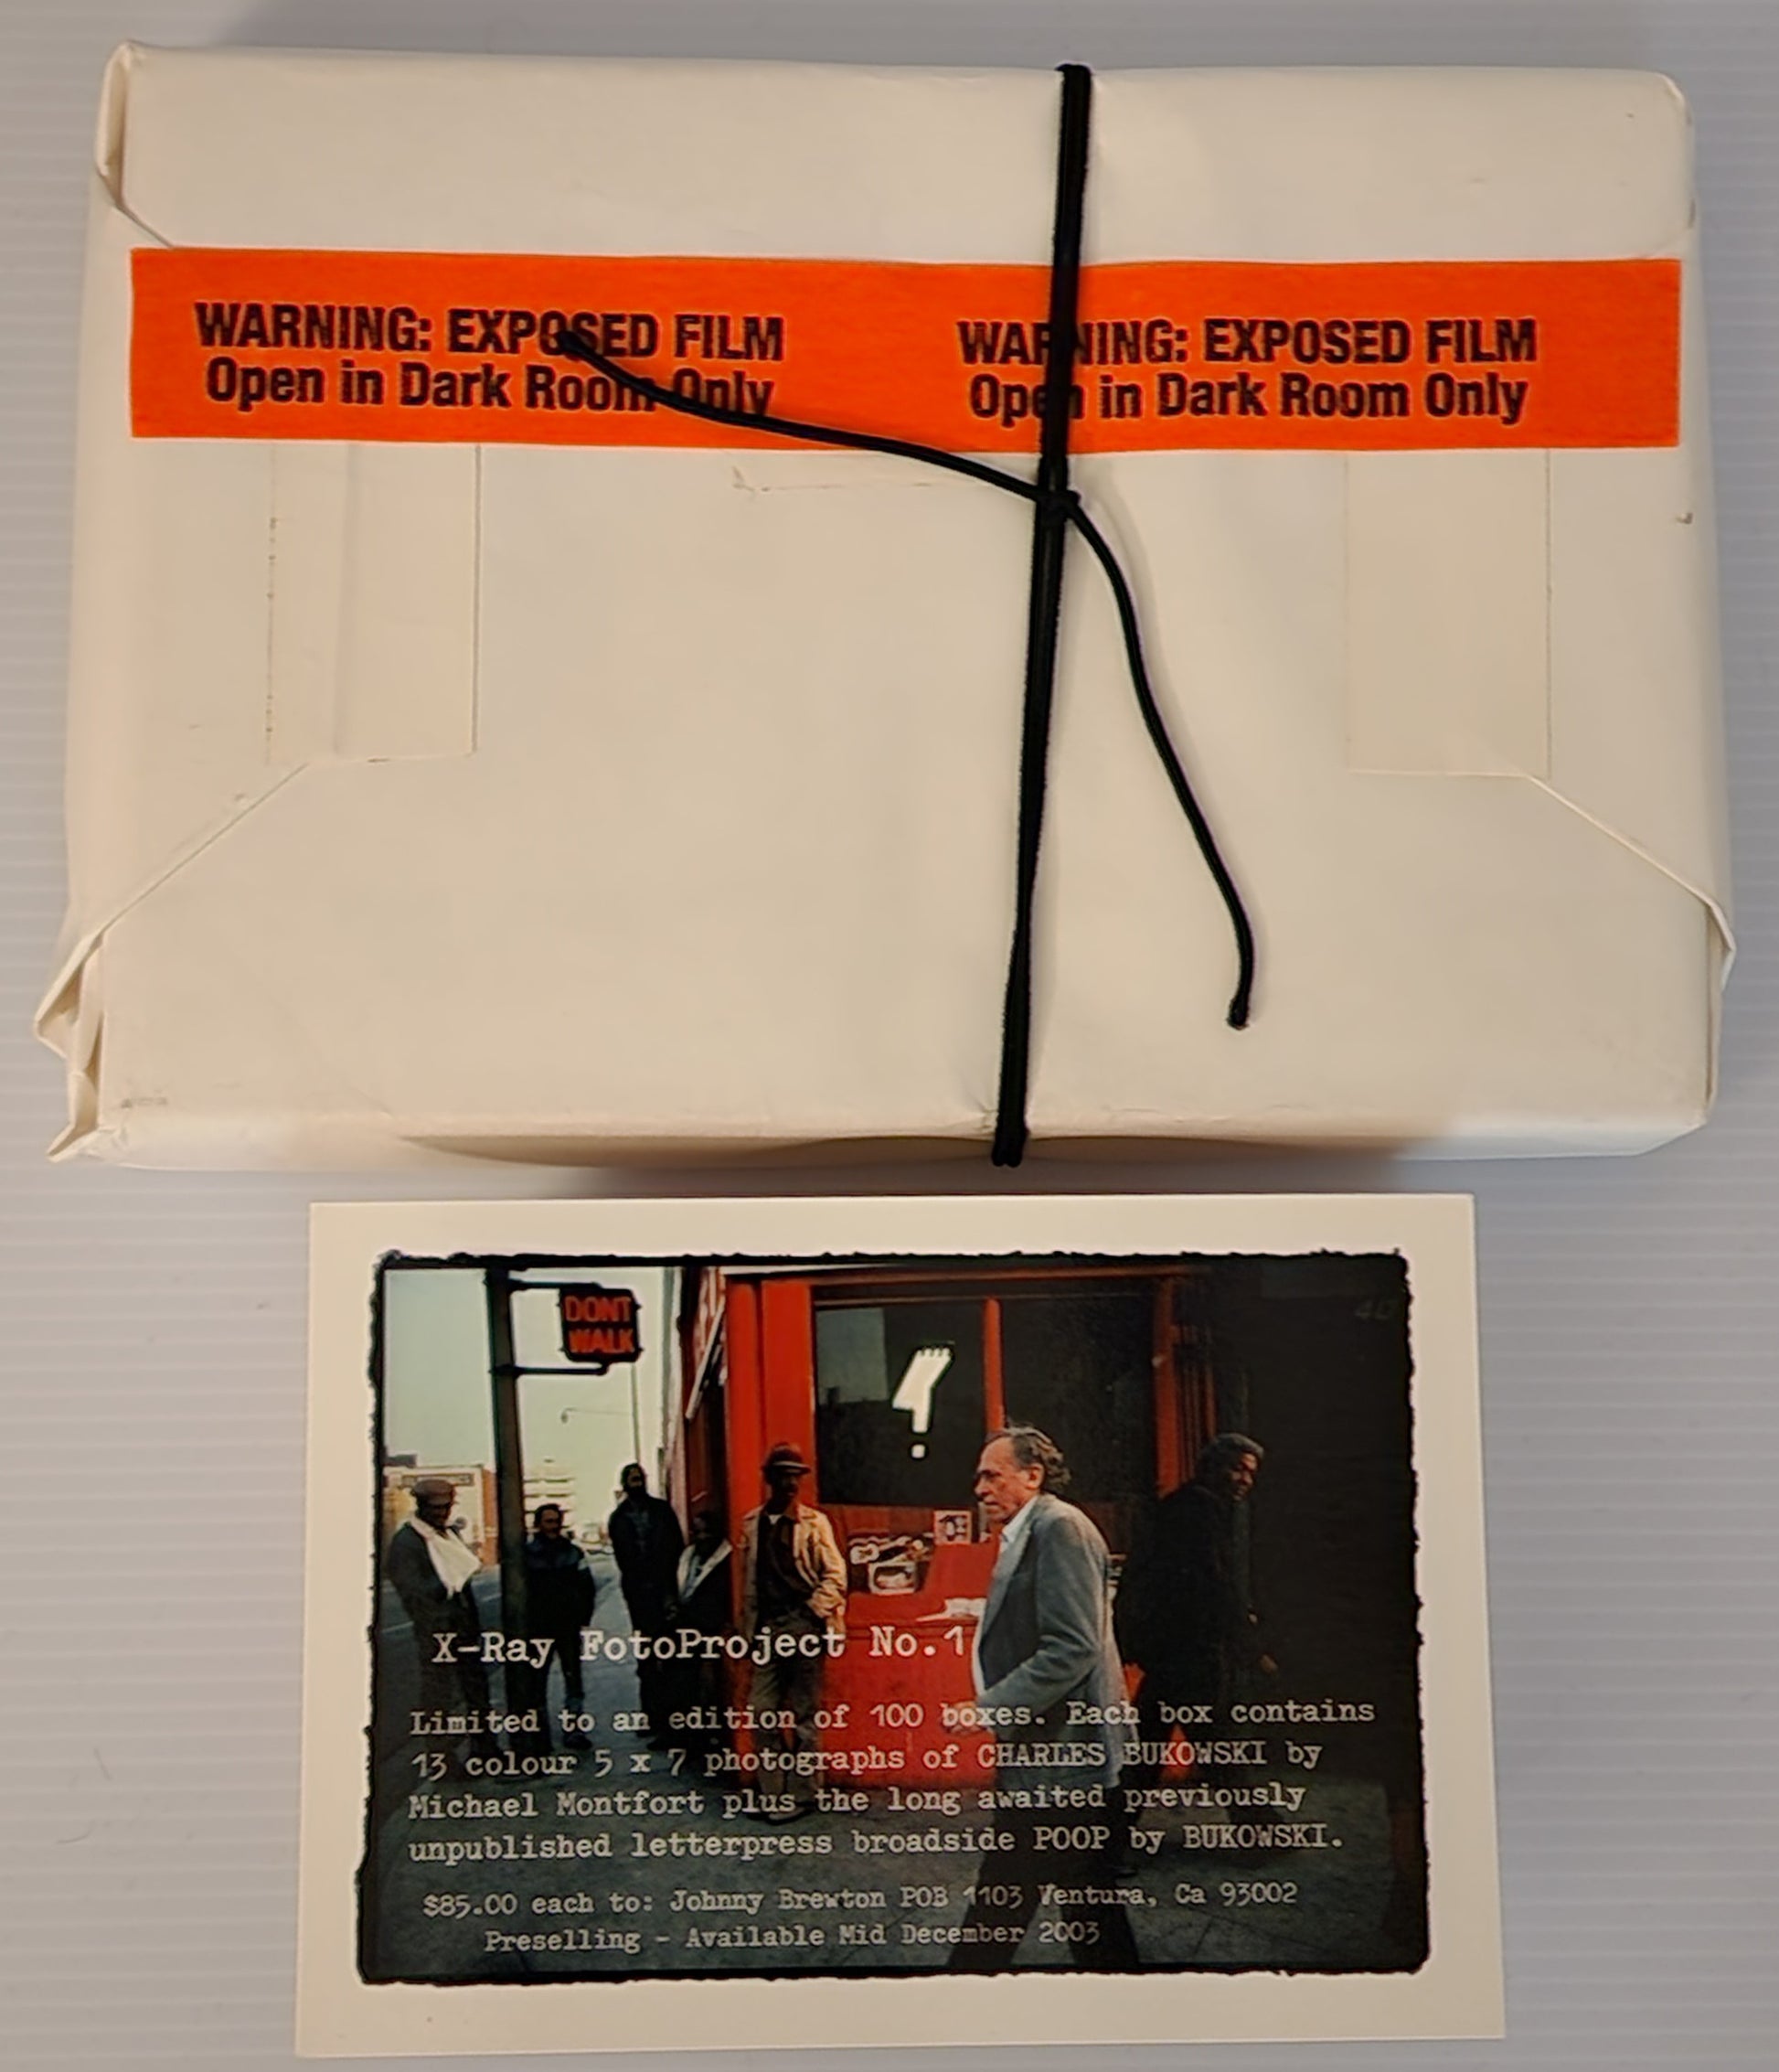 WARNING: EXPOSED FILM
Open in Dark Room Only
WARNING: EXPOSED FILM
Open in Dark Room Only
DONT
WALK
X-Ray FotoProject No.1
Limited to an edition of 100 boxes. Each box contains
13 colour 5 x 7 photographs of CHARLES BUKOWSKI by
Michael Montfort plus the long awaited previously
unpublished letterpress broadside POOP by BUKOWSKI.
$85.00 each to: Johnny Brewton POB 1103 Ventura, Ca 93002
Preselling - Available Mid December 2003